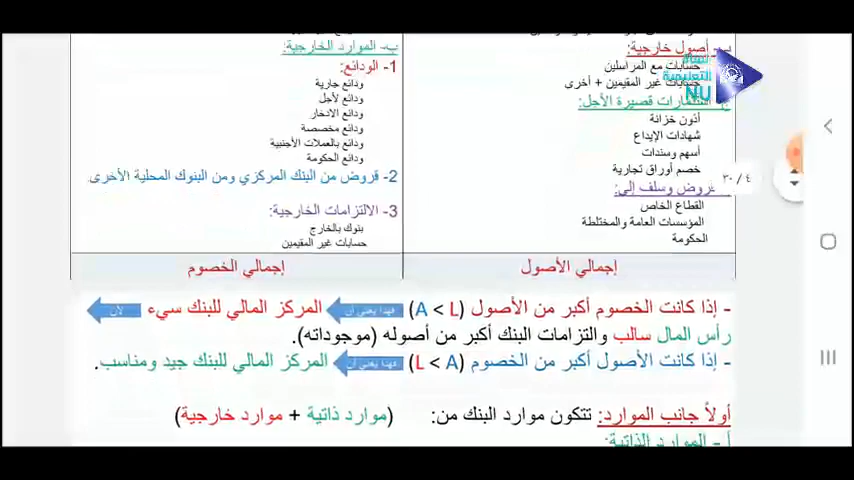 ب- أصول خارجية:
حسابات مع المراسلين
حسابات غير المقيمين + أخرى
استثمارات قصيرة الأجل:
أذون خزانة
شهادات الإيداع
أسهم وسندات
خصم أوراق تجارية
قروض وسلف إلى:
القطاع الخاص
المؤسسات العامة والمختلطة
الحكومة
ب- الموارد الخارجية:
1- الودائع:
ودائع جارية
ودائع لأجل
ودائع الادخار
ودائع مخصصة
ودائع بالعملات الأجنبية
ودائع الحكومة
2- قروض من البنك المركزي ومن البنوك المحلية الأخرى.
3- الالتزامات الخارجية:
بنوك بالخارج
حسابات غير المقيمين
إجمالي الأصول
إجمالي الخصوم
- إذا كانت الخصوم أكبر من الأصول (A < L) فهذا يعني أن المركز المالي للبنك سيء لأن
رأس المال سالب والتزامات البنك أكبر من أصوله (موجوداته).
- إذا كانت الأصول أكبر من الخصوم (L < A) فهذا يعني أن المركز المالي للبنك جيد ومناسب.
أولاً جانب الموارد: تتكون موارد البنك من: (موارد ذاتية + موارد خارجية)
أ - الموارد الذاتية:
التعليمية
NU
٣٠ / ٤